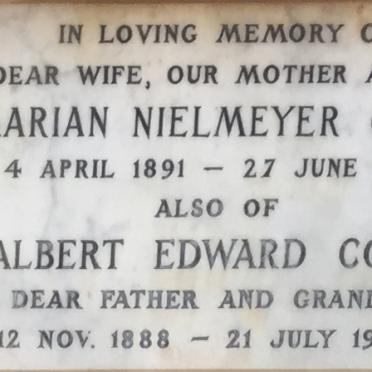 IN LOVING MEMORY O
DEAR WIFE, OUR MOTHER A
ARIAN NIELMEYER
4 APRIL 1891 – 27 JUNE
ALSO OF
ALBERT EDWARD CO
DEAR FATHER AND GRAND
12 NOV. 1888 – 21 JULY 19